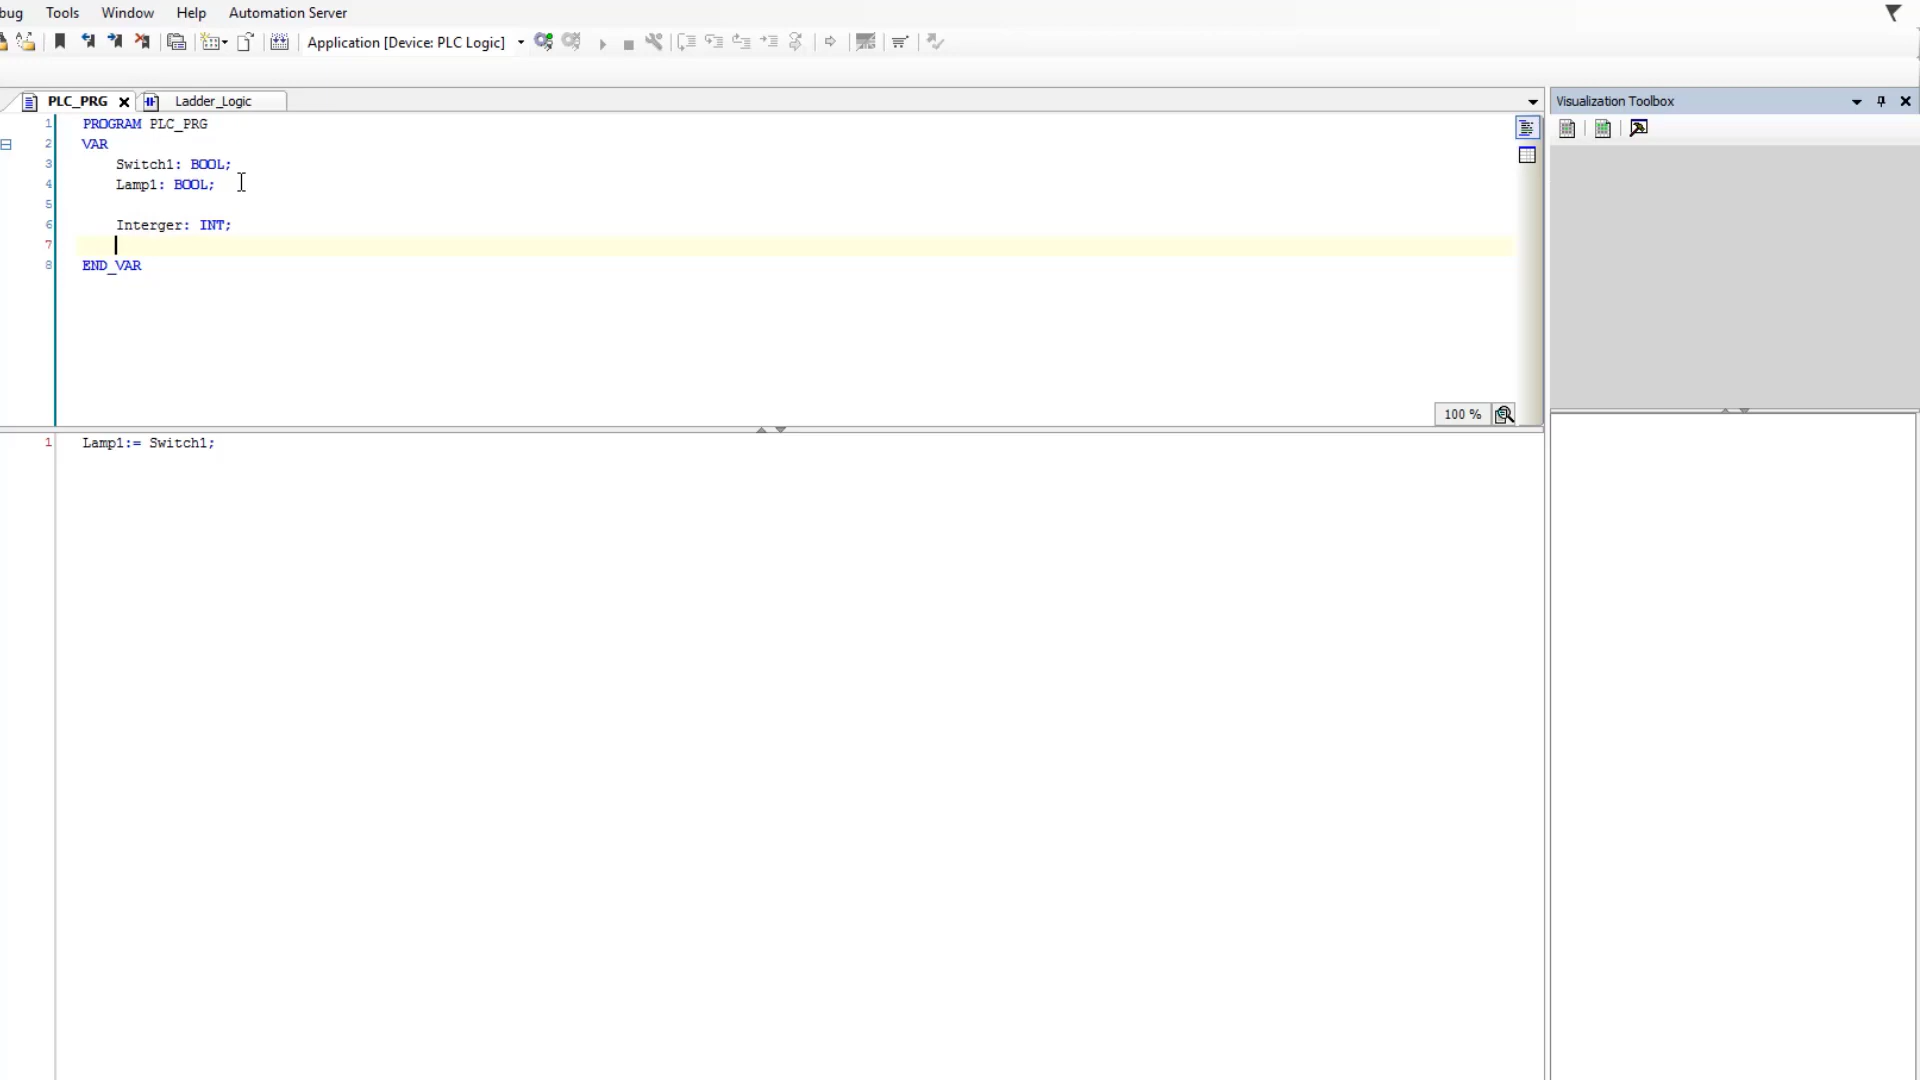 bug Tools Window Help Automation Server
Application [Device: PLC Logic]
PLC_PRG Ladder_Logic
Visualization Toolbox
1 PROGRAM PLC_PRG
2 VAR
3 Switch1: BOOL;
4 Lamp1: BOOL;
5
6 Interger: INT;
7
8 END_VAR
100 %
1 Lamp1:= Switch1;